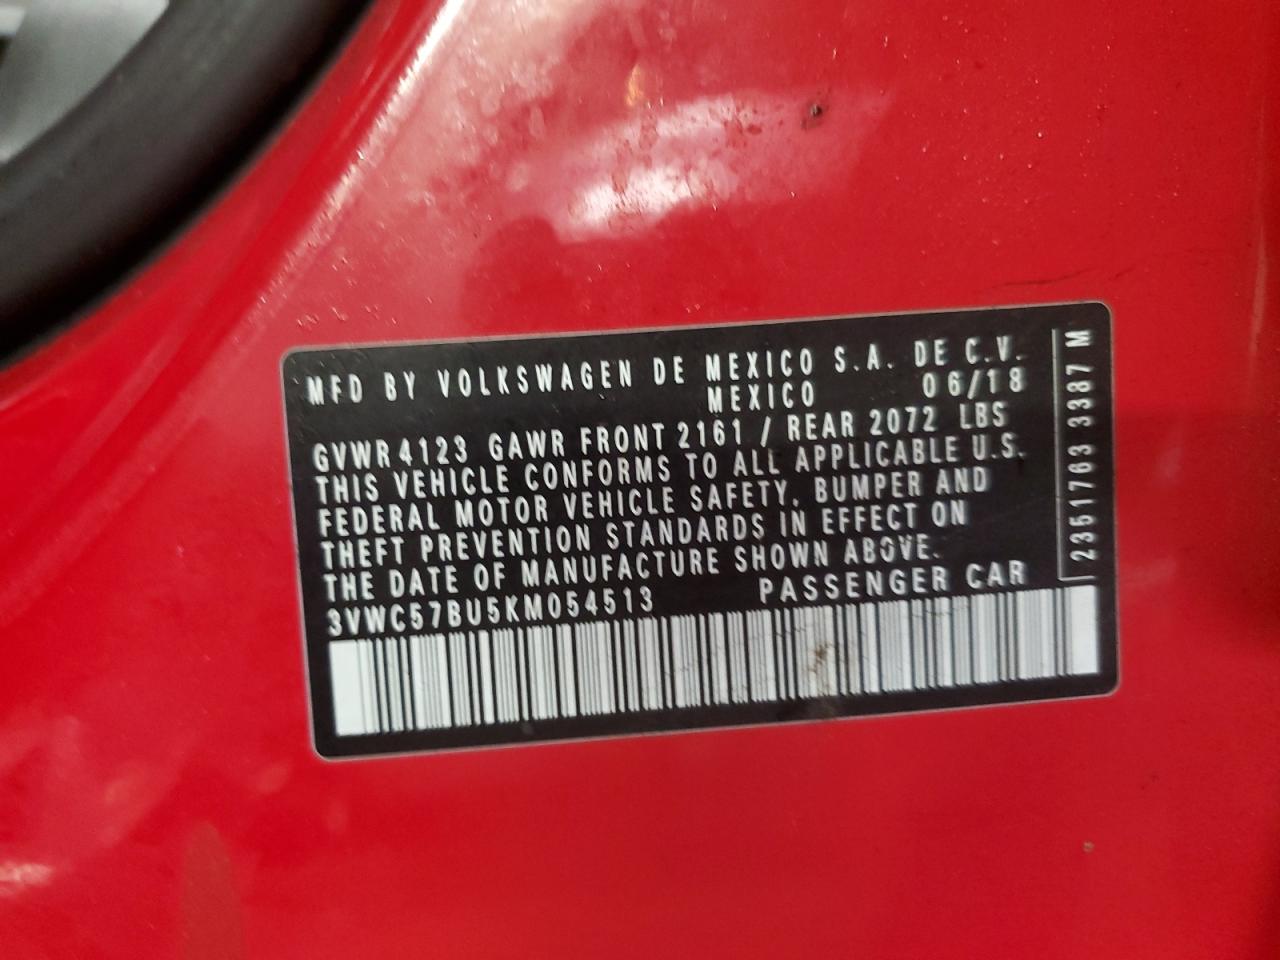 MFD BY VOLKSWAGEN DE MEXICO S.A. DE C.V.
MEXICO 06/18
GVWR 4123 GAWR FRONT 2161 / REAR 2072 LBS
THIS VEHICLE CONFORMS TO ALL APPLICABLE U.S.
FEDERAL MOTOR VEHICLE SAFETY, BUMPER AND
THEFT PREVENTION STANDARDS IN EFFECT ON
THE DATE OF MANUFACTURE SHOWN ABOVE.
3VWC57BU5KM054513 PASSENGER CAR
2351763 3387 M